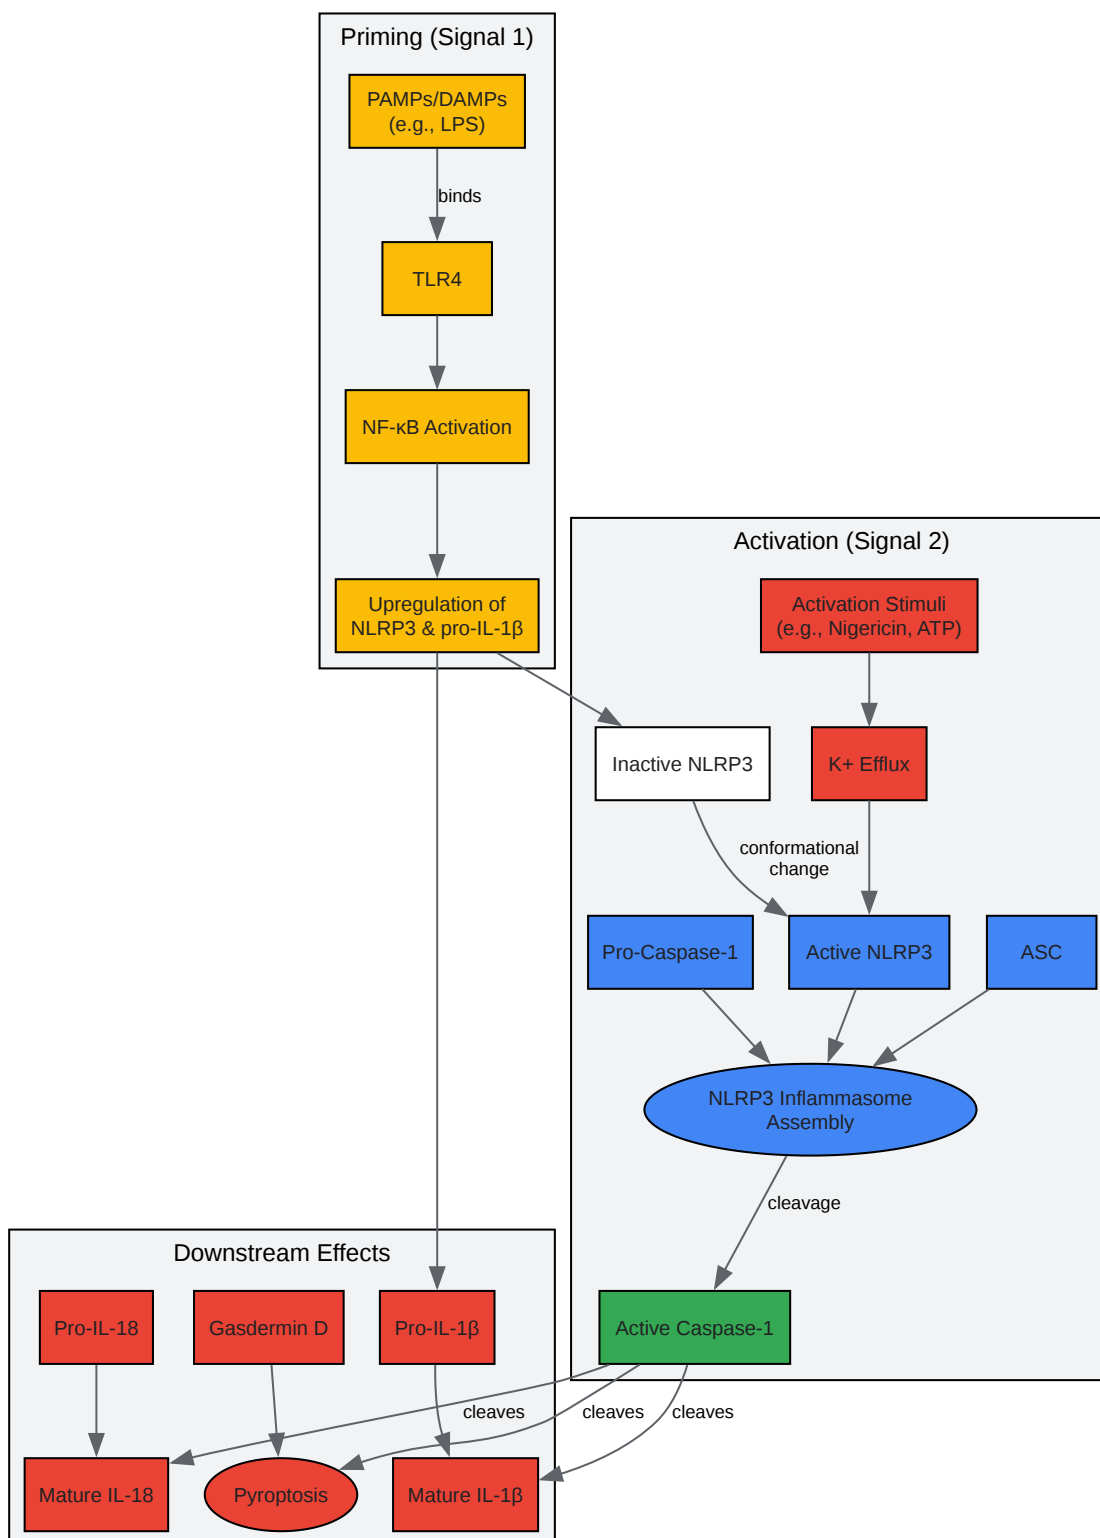 Priming (Signal 1)
PAMPs/DAMPs
(e.g., LPS)
binds
TLR4
NF-κB Activation
Upregulation of
NLRP3 & pro-IL-1β
Activation (Signal 2)
Activation Stimuli
(e.g., Nigericin, ATP)
Inactive NLRP3
K+ Efflux
conformational
change
Pro-Caspase-1
Active NLRP3
ASC
NLRP3 Inflammasome
Assembly
cleavage
Active Caspase-1
Downstream Effects
Pro-IL-18
Gasdermin D
Pro-IL-1β
cleaves
cleaves
cleaves
Mature IL-18
Pyroptosis
Mature IL-1β